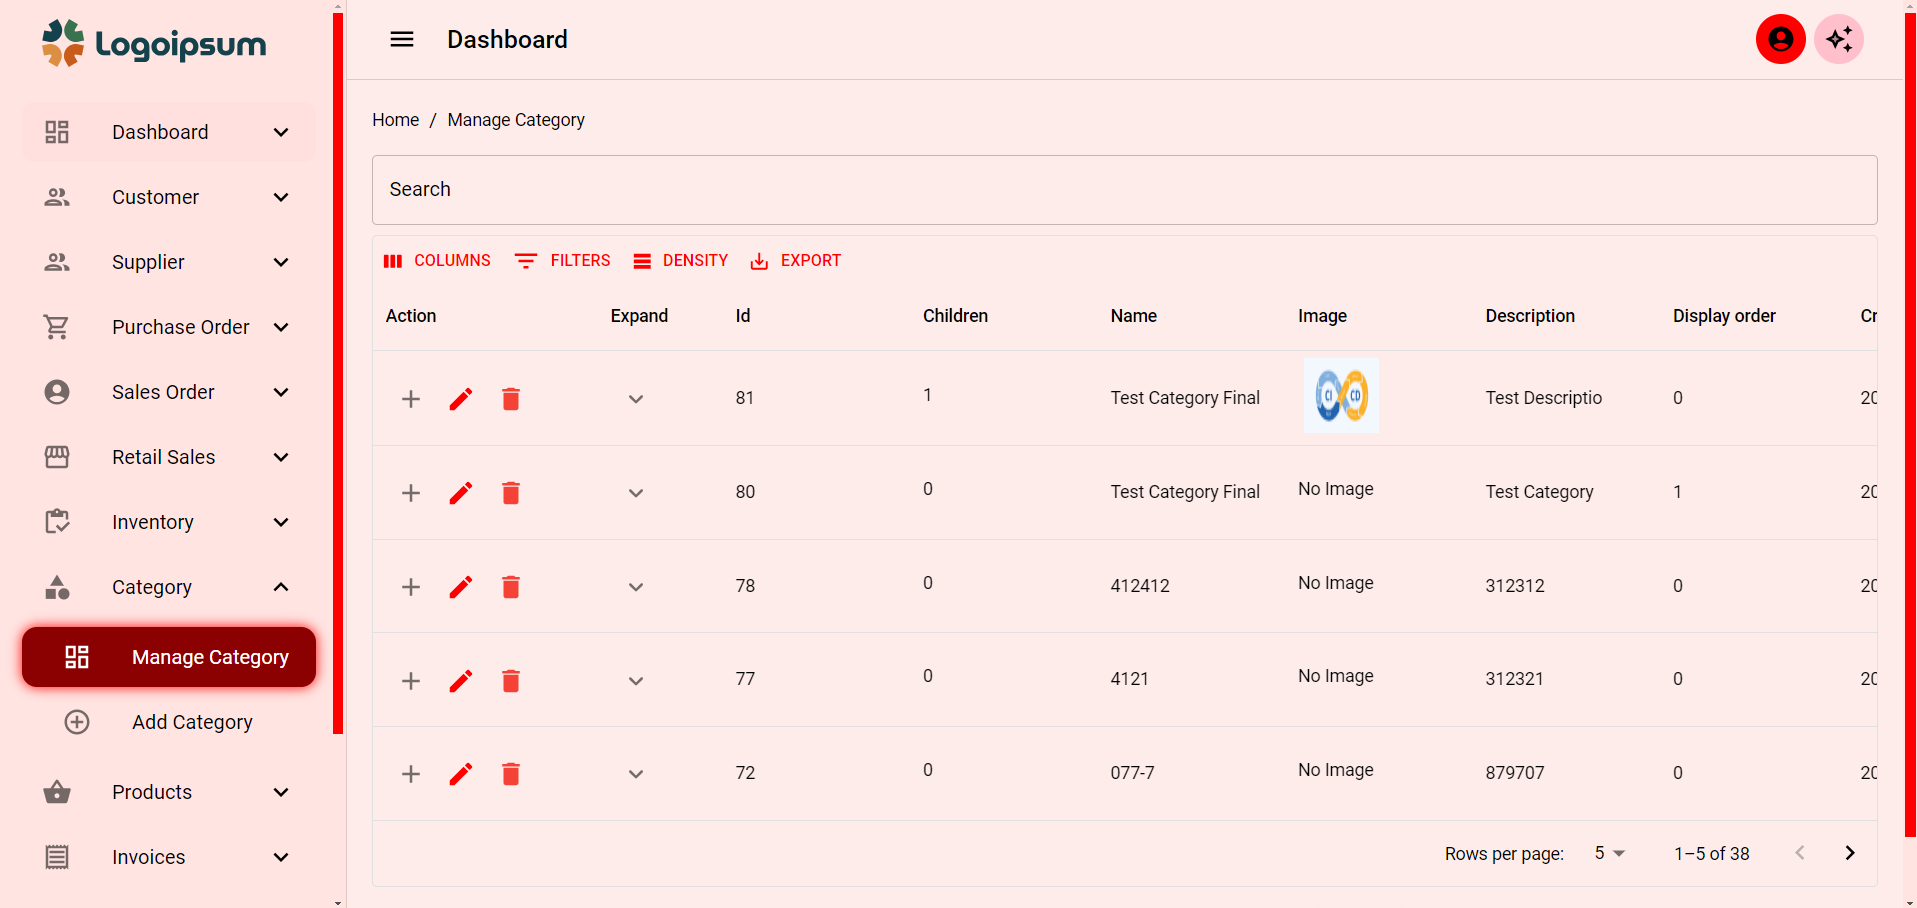 Logoipsum
Dashboard
Dashboard
Customer
Supplier
Purchase Order
Sales Order
Retail Sales
Inventory
Category
Manage Category
Add Category
Products
Invoices
Home / Manage Category
Search
COLUMNS FILTERS DENSITY EXPORT
Action Expand Id Children Name Image Description Display order Cr
81 1 Test Category Final CI CD Test Descriptio 0 20
80 0 Test Category Final No Image Test Category 1 20
78 0 412412 No Image 312312 0 20
77 0 4121 No Image 312321 0 20
72 0 077-7 No Image 879707 0 20
Rows per page: 5 1–5 of 38